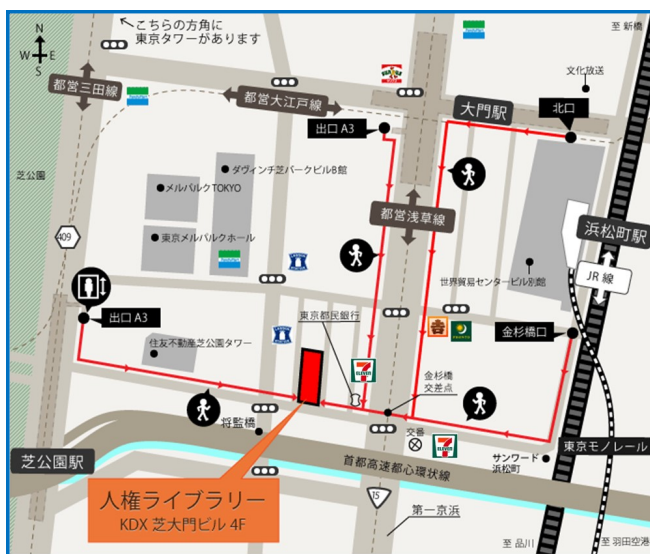 N
W E
S
こちらの方角に
東京タワーがあります
至 新橋
都営三田線
都営大江戸線
文化放送
大門駅
北口
出口 A3
ダヴィンチ芝パークビルB館
メルパルクTOKYO
芝公園
都営浅草線
409
東京メルパルクホール
浜松町駅
JR 線
世界貿易センタービル別館
出口 A3
東京都民銀行
金杉橋口
住友不動産芝公園タワー
7
ELEVEN
金杉橋
交差点
将監橋
交番
7
ELEVEN
東京モノレール
サンワード
浜松町
芝公園駅
首都高速都心環状線
人権ライブラリー
KDX 芝大門ビル 4F
15
第一京浜
至 品川
至 羽田空港